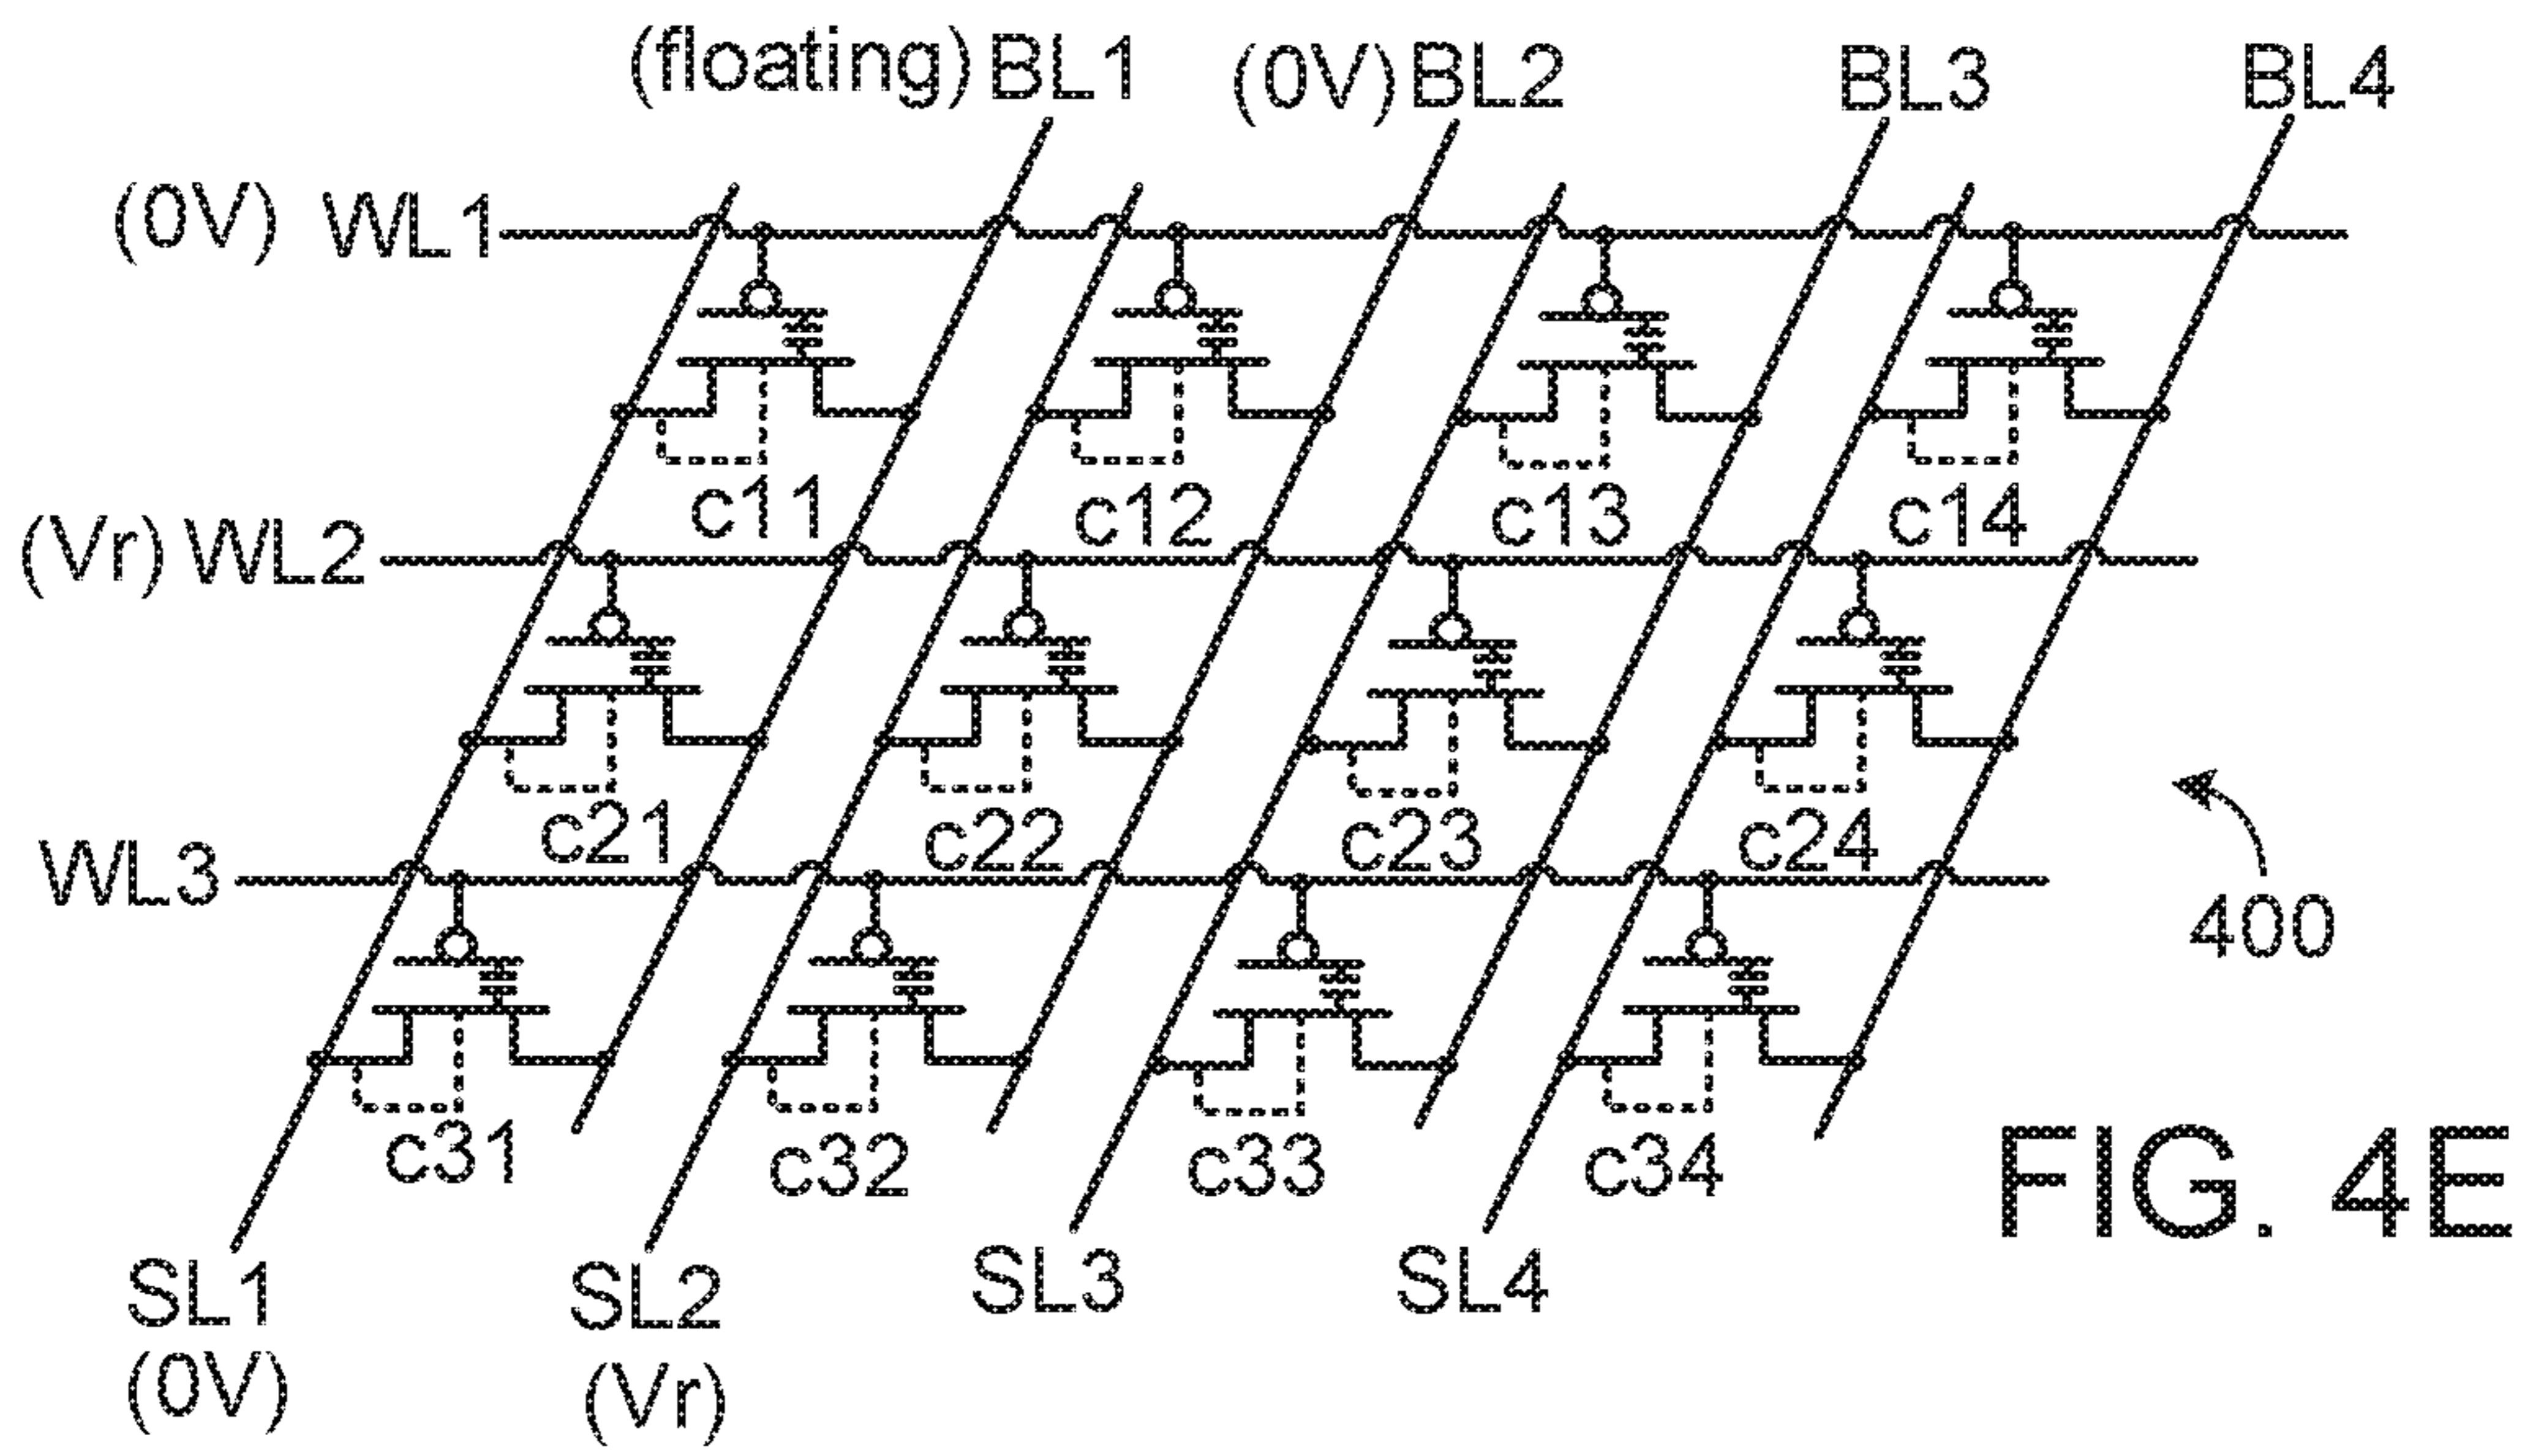 (floating) BL1 (0V) BL2 BL3 BL4
(0V) WL1
c11 c12 c13 c14
(Vr) WL2
c21 c22 c23 c24
WL3
400
c31 c32 c33 c34
FIG. 4E
SL1 SL2 SL3 SL4
(0V) (Vr)